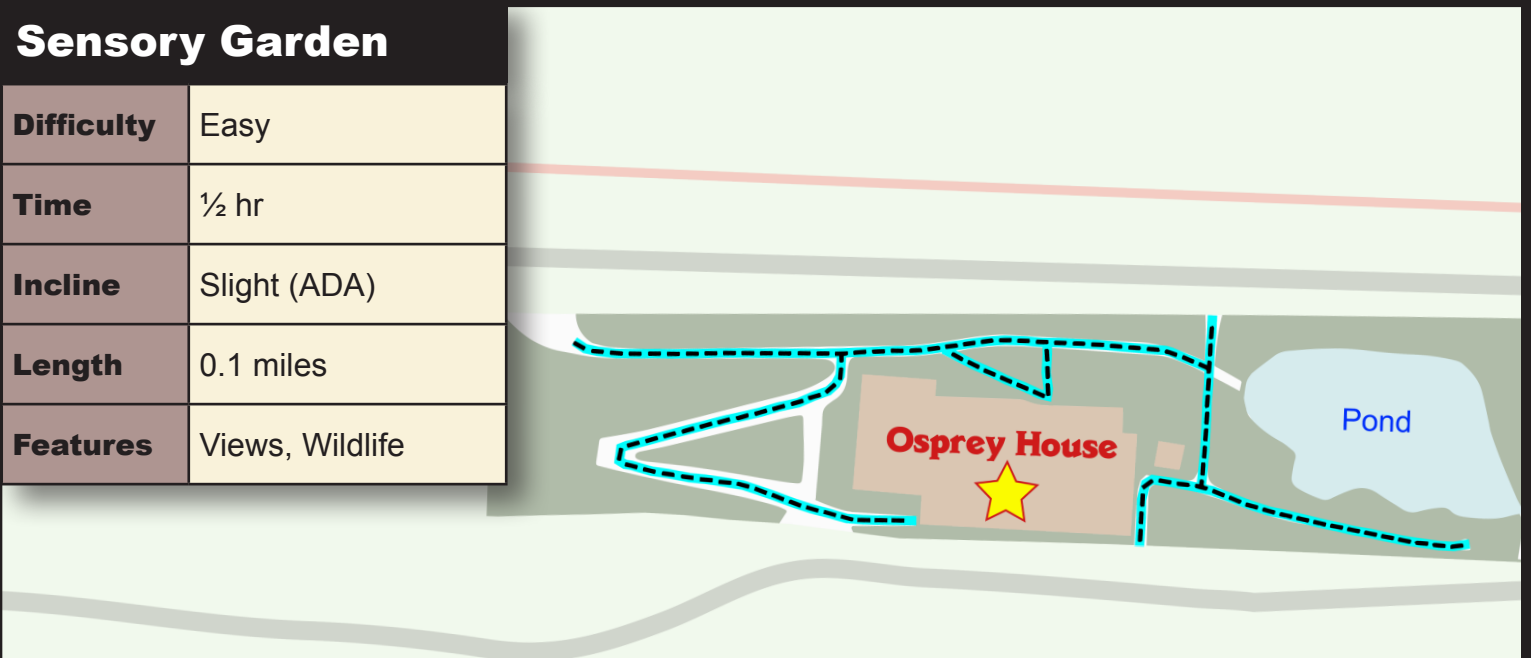 Sensory Garden
Difficulty Easy
Time ½ hr
Incline Slight (ADA)
Length 0.1 miles
Features Views, Wildlife
Osprey House
Pond